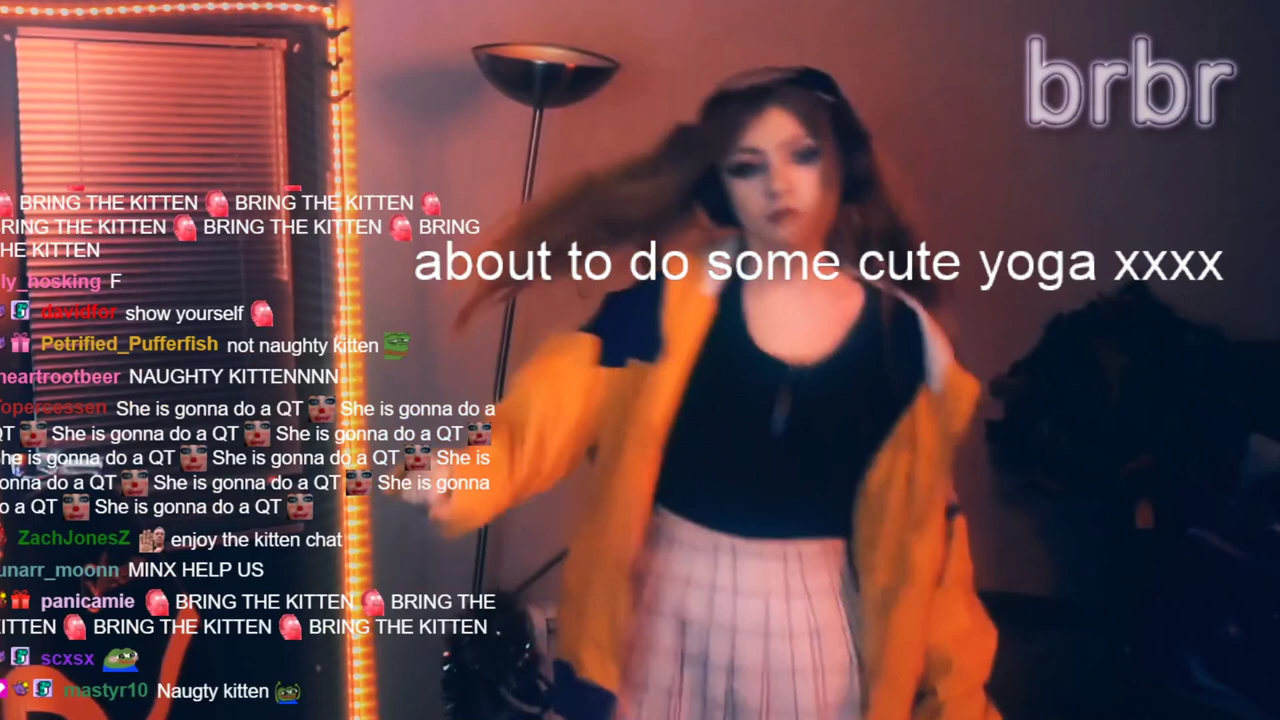 brbr
about to do some cute yoga xxxx
BRING THE KITTEN BRING THE KITTEN
RING THE KITTEN BRING THE KITTEN BRING
HE KITTEN
ly_hosking F
davidfor show yourself
Petrified_Pufferfish not naughty kitten
heartrootbeer NAUGHTY KITTENNNN
She is gonna do a QT She is gonna do a
QT She is gonna do a QT She is gonna do a QT
he is gonna do a QT She is gonna do a QT She is
onna do a QT She is gonna do a QT She is gonna
o a QT She is gonna do a QT
ZachJonesZ enjoy the kitten chat
unarr_moonn MINX HELP US
panicamie BRING THE KITTEN BRING THE
ITTEN BRING THE KITTEN BRING THE KITTEN
scxsx
mastyr10 Naugty kitten